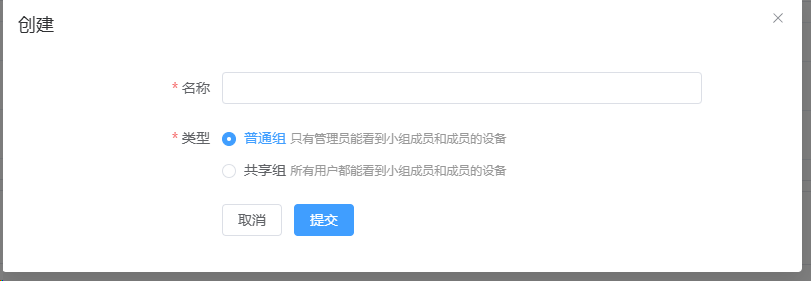 创建
* 名称
* 类型 普通组 只有管理员能看到小组成员和成员的设备
共享组 所有用户都能看到小组成员和成员的设备
取消 提交